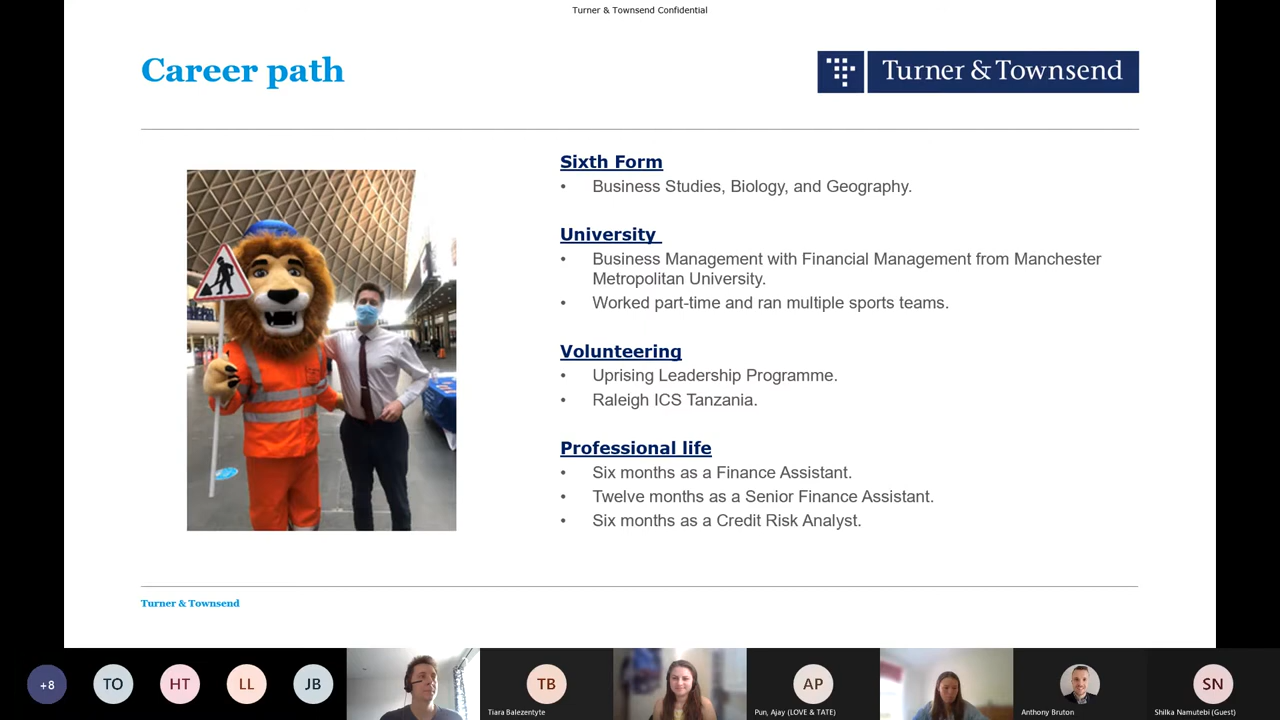 Turner & Townsend Confidential
Career path
Turner & Townsend
Sixth Form
• Business Studies, Biology, and Geography.
University
• Business Management with Financial Management from Manchester
Metropolitan University.
• Worked part-time and ran multiple sports teams.
Volunteering
• Uprising Leadership Programme.
• Raleigh ICS Tanzania.
Professional life
• Six months as a Finance Assistant.
• Twelve months as a Senior Finance Assistant.
• Six months as a Credit Risk Analyst.
Turner & Townsend
+8
TO
HT
LL
JB
TB
Tiara Balezentyte
AP
Pun, Ajay (LOVE & TATE)
Anthony Bruton
SN
Shilka Namutebi (Guest)